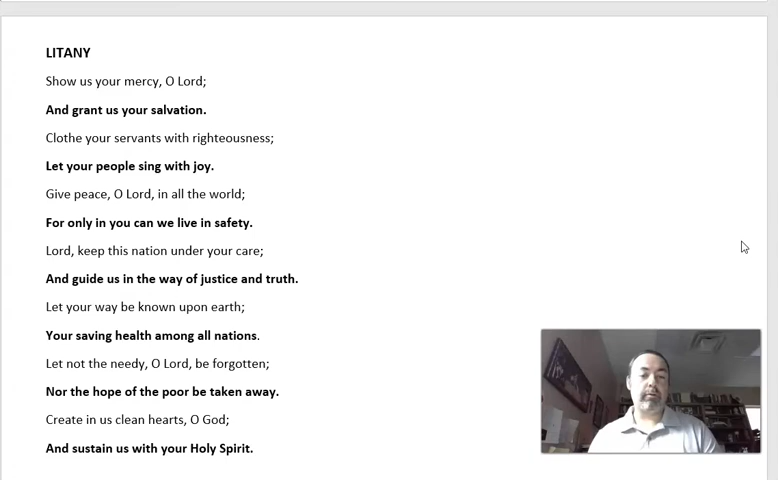 LITANY
Show us your mercy, O Lord;
And grant us your salvation.
Clothe your servants with righteousness;
Let your people sing with joy.
Give peace, O Lord, in all the world;
For only in you can we live in safety.
Lord, keep this nation under your care;
And guide us in the way of justice and truth.
Let your way be known upon earth;
Your saving health among all nations.
Let not the needy, O Lord, be forgotten;
Nor the hope of the poor be taken away.
Create in us clean hearts, O God;
And sustain us with your Holy Spirit.